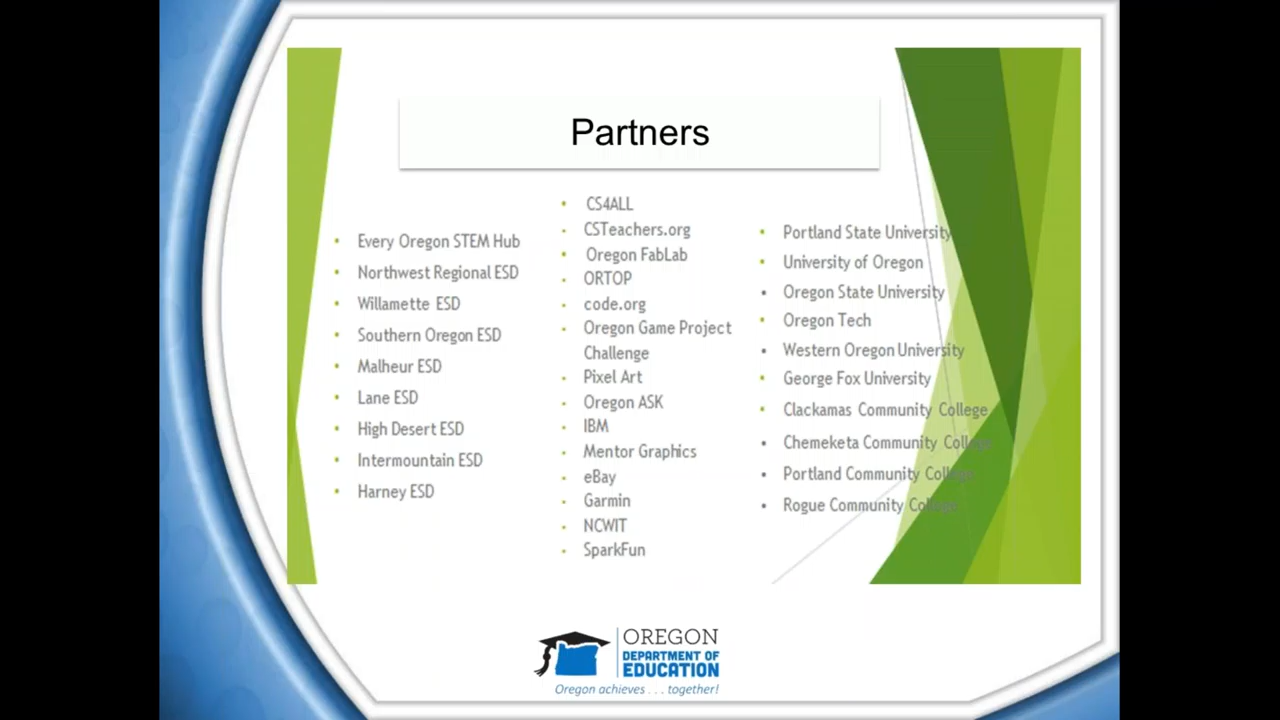 Partners
Every Oregon STEM Hub
Northwest Regional ESD
Willamette ESD
Southern Oregon ESD
Malheur ESD
Lane ESD
High Desert ESD
Intermountain ESD
Harney ESD
CS4ALL
CSTeachers.org
Oregon FabLab
ORTOP
code.org
Oregon Game Project
Challenge
Pixel Art
Oregon ASK
IBM
Mentor Graphics
eBay
Garmin
NCWIT
SparkFun
Portland State University
University of Oregon
Oregon State University
Oregon Tech
Western Oregon University
George Fox University
Clackamas Community College
Chemeketa Community College
Portland Community College
Rogue Community College
OREGON
DEPARTMENT OF
EDUCATION
Oregon achieves . . . together!